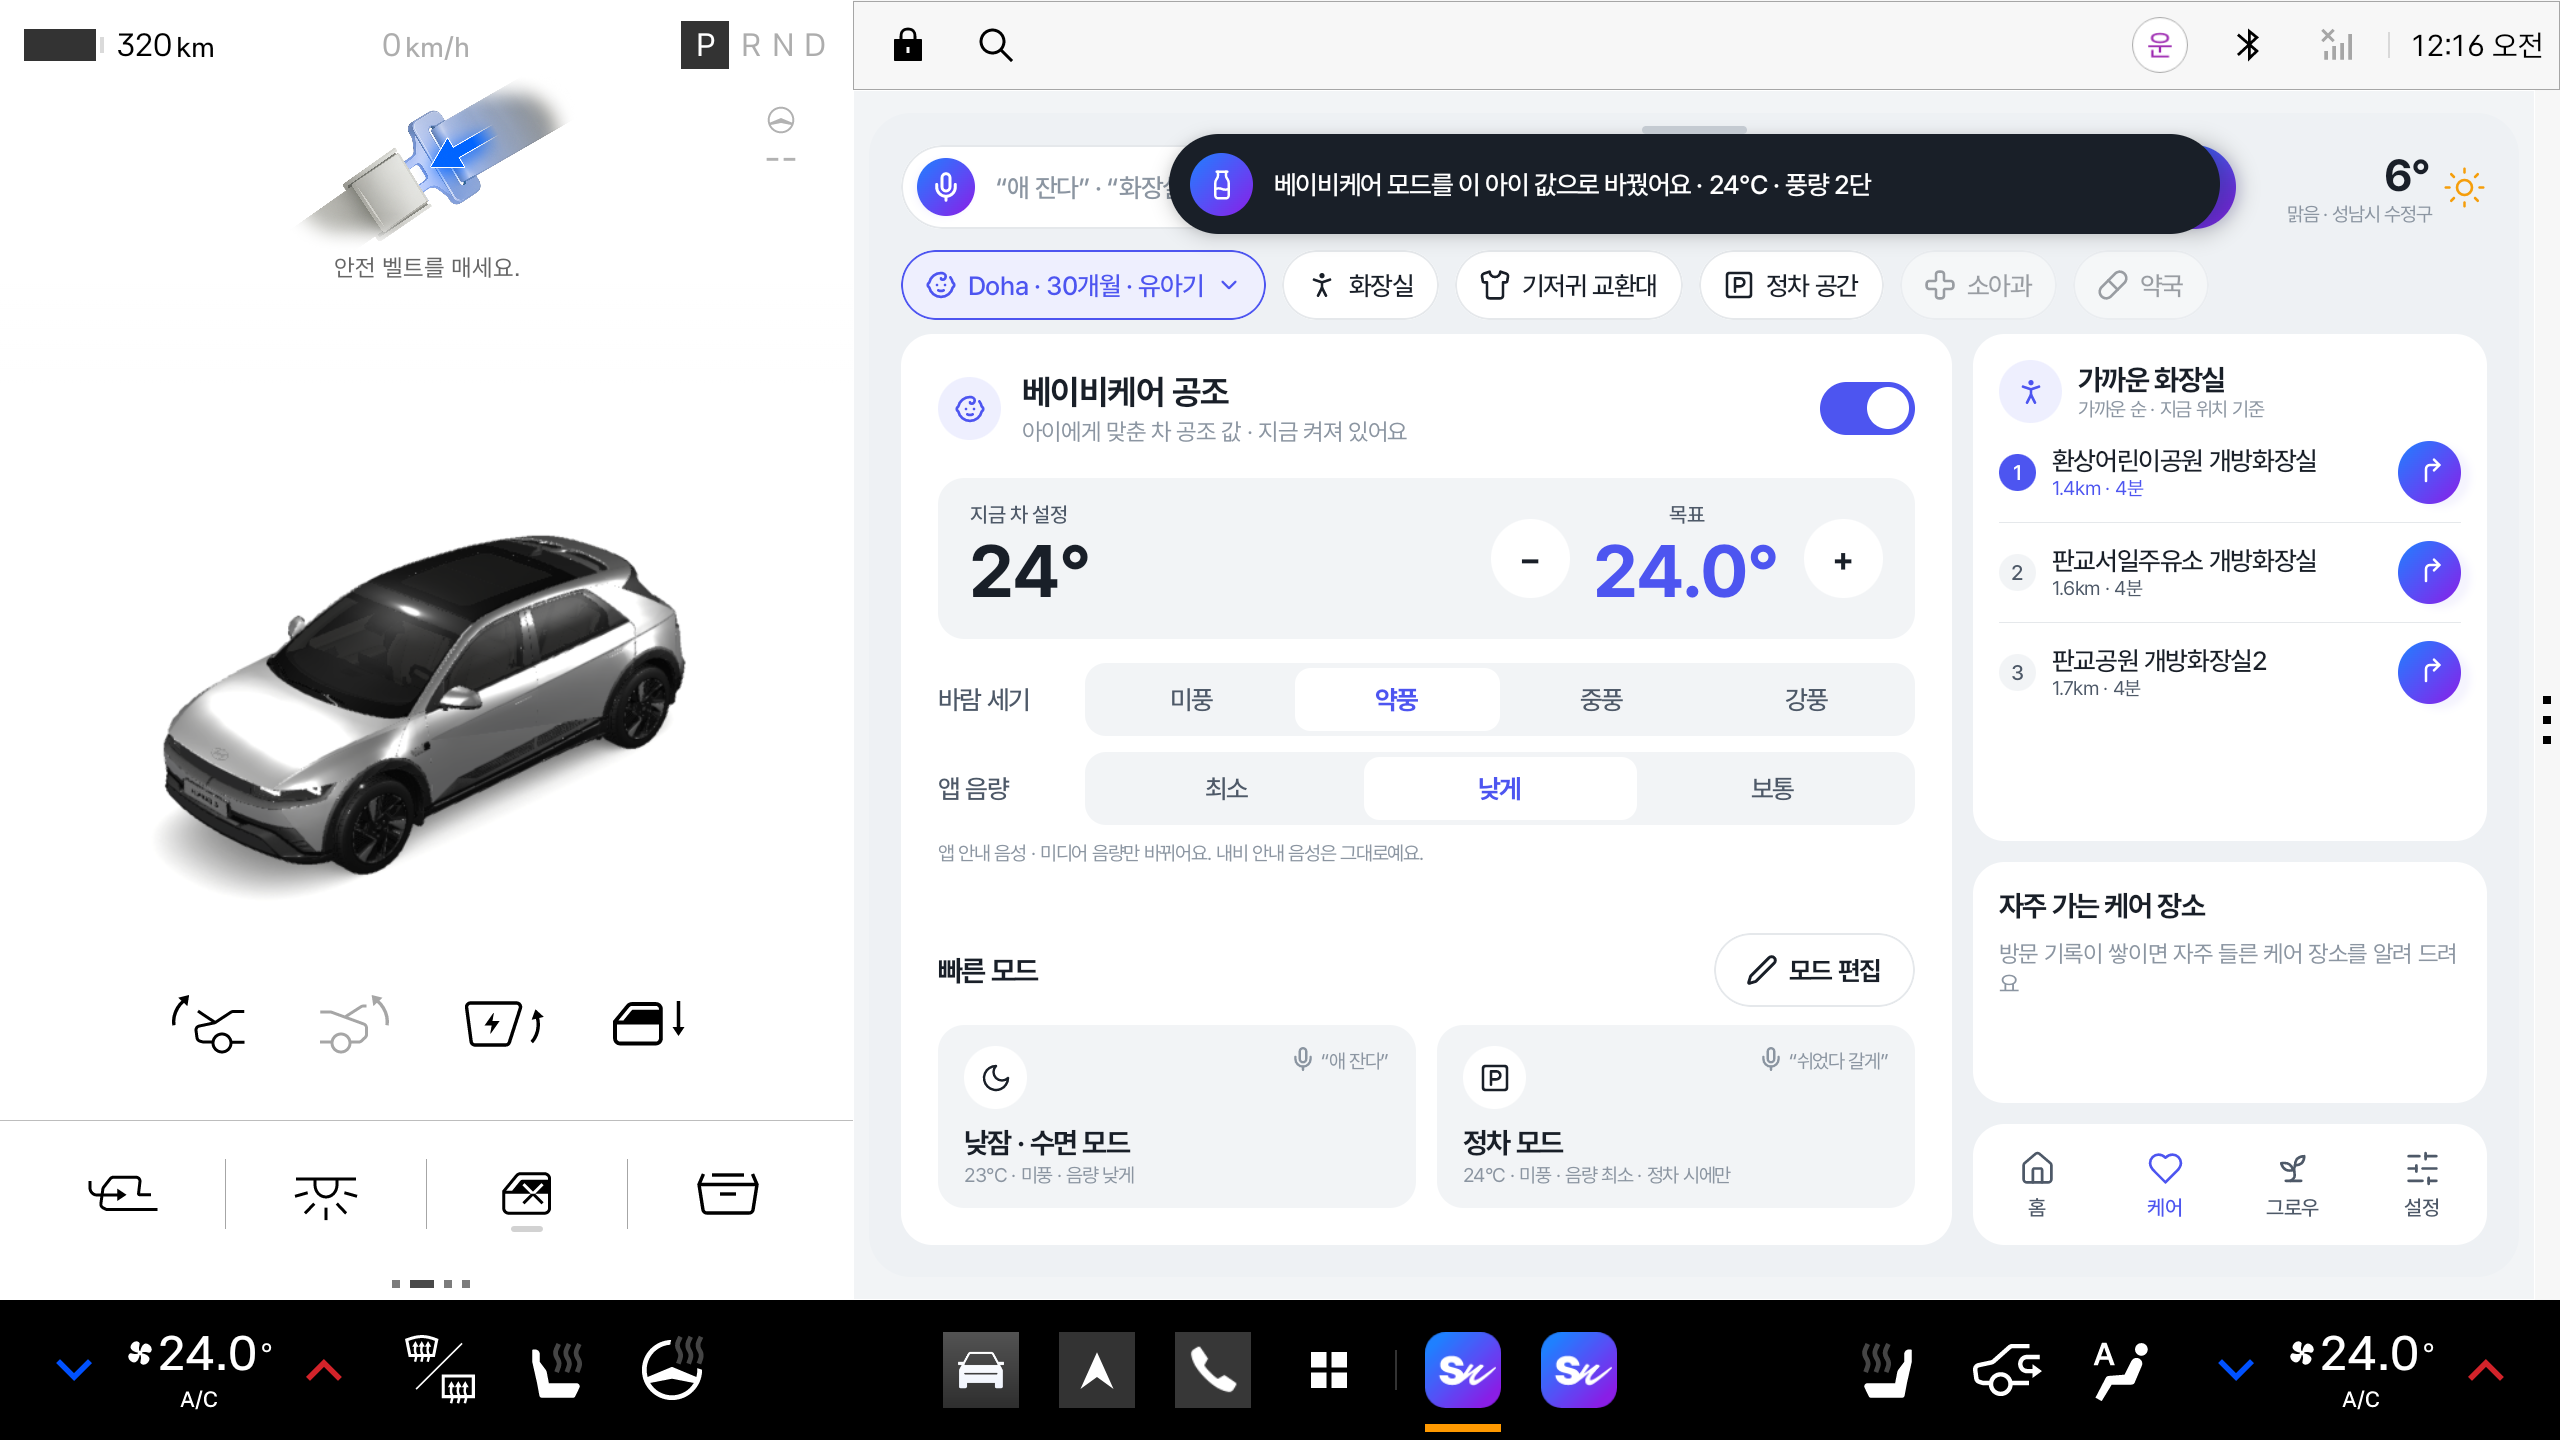 320 km
0 km/h
P R N D
운
12:16 오전
안전 벨트를 매세요.
“애 잔다” · “화장실
베이비케어 모드를 이 아이 값으로 바꿨어요 · 24°C · 풍량 2단
6°
맑음 · 성남시 수정구
Doha · 30개월 · 유아기
화장실
기저귀 교환대
P 정차 공간
소아과
약국
베이비케어 공조
아이에게 맞춘 차 공조 값 · 지금 켜져 있어요
지금 차 설정
24°
목표
− 24.0° +
바람 세기
미풍 약풍 중풍 강풍
앱 음량
최소 낮게 보통
앱 안내 음성 · 미디어 음량만 바뀌어요. 내비 안내 음성은 그대로예요.
빠른 모드
모드 편집
“애 잔다”
낮잠 · 수면 모드
23°C · 미풍 · 음량 낮게
P
“쉬었다 갈게”
정차 모드
24°C · 미풍 · 음량 최소 · 정차 시에만
가까운 화장실
가까운 순 · 지금 위치 기준
1 환상어린이공원 개방화장실
1.4km · 4분
2 판교서일주유소 개방화장실
1.6km · 4분
3 판교공원 개방화장실2
1.7km · 4분
자주 가는 케어 장소
방문 기록이 쌓이면 자주 들른 케어 장소를 알려 드려
요
홈 케어 그로우 설정
24.0°
A/C
Sw
Sw
A
24.0°
A/C